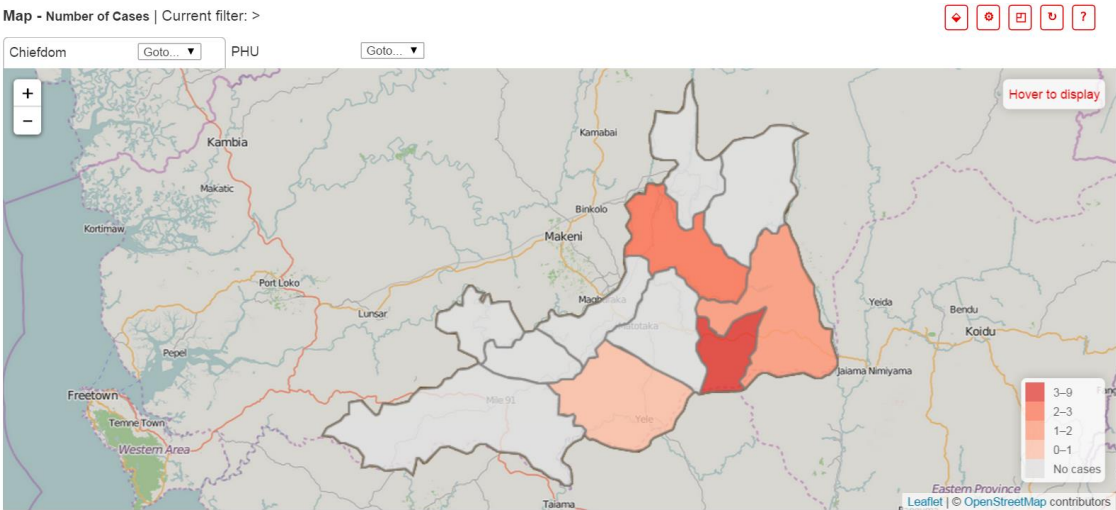 Map - Number of Cases | Current filter: >
?
Chiefdom Goto... ▼ PHU Goto... ▼
+
−
Hover to display
Kamabai
Kambia
Makatic
Binkolo
Kortimaw
Makeni
Port Loko
Lunsar
Yeida
Bendu
Koidu
Pepel
Jaiama Nimiyama
Freetown
Mile 91
Temne Town
Yele
Western Area
3–9
2–3
1–2
0–1
No cases
Eastern Province
Taiama
Leaflet | © OpenStreetMap contributors